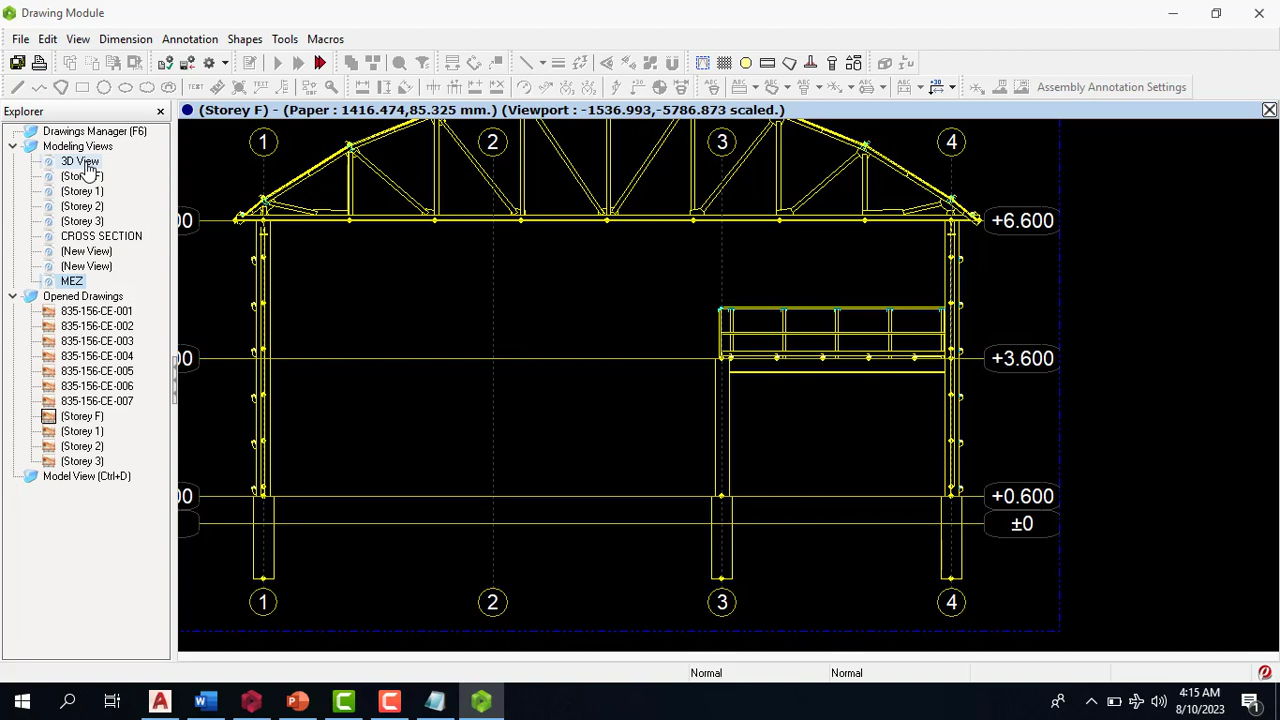 Drawing Module
File Edit View Dimension Annotation Shapes Tools Macros
TEXT
Assembly Annotation Settings
Explorer
(Storey F) - (Paper : 1416.474,85.325 mm.) (Viewport : -1536.993,-5786.873 scaled.)
Drawings Manager (F6)
Modeling Views
3D View
(Storey F)
(Storey 1)
(Storey 2)
(Storey 3)
CROSS SECTION
(New View)
(New View)
MEZ
Opened Drawings
835-156-CE-001
835-156-CE-002
835-156-CE-003
835-156-CE-004
835-156-CE-005
835-156-CE-006
835-156-CE-007
(Storey F)
(Storey 1)
(Storey 2)
(Storey 3)
Model View (Ctrl+D)
1 2 3 4
00 +6.600
00 +3.600
00 +0.600
±0
1 2 3 4
Normal Normal
4:15 AM
8/10/2023